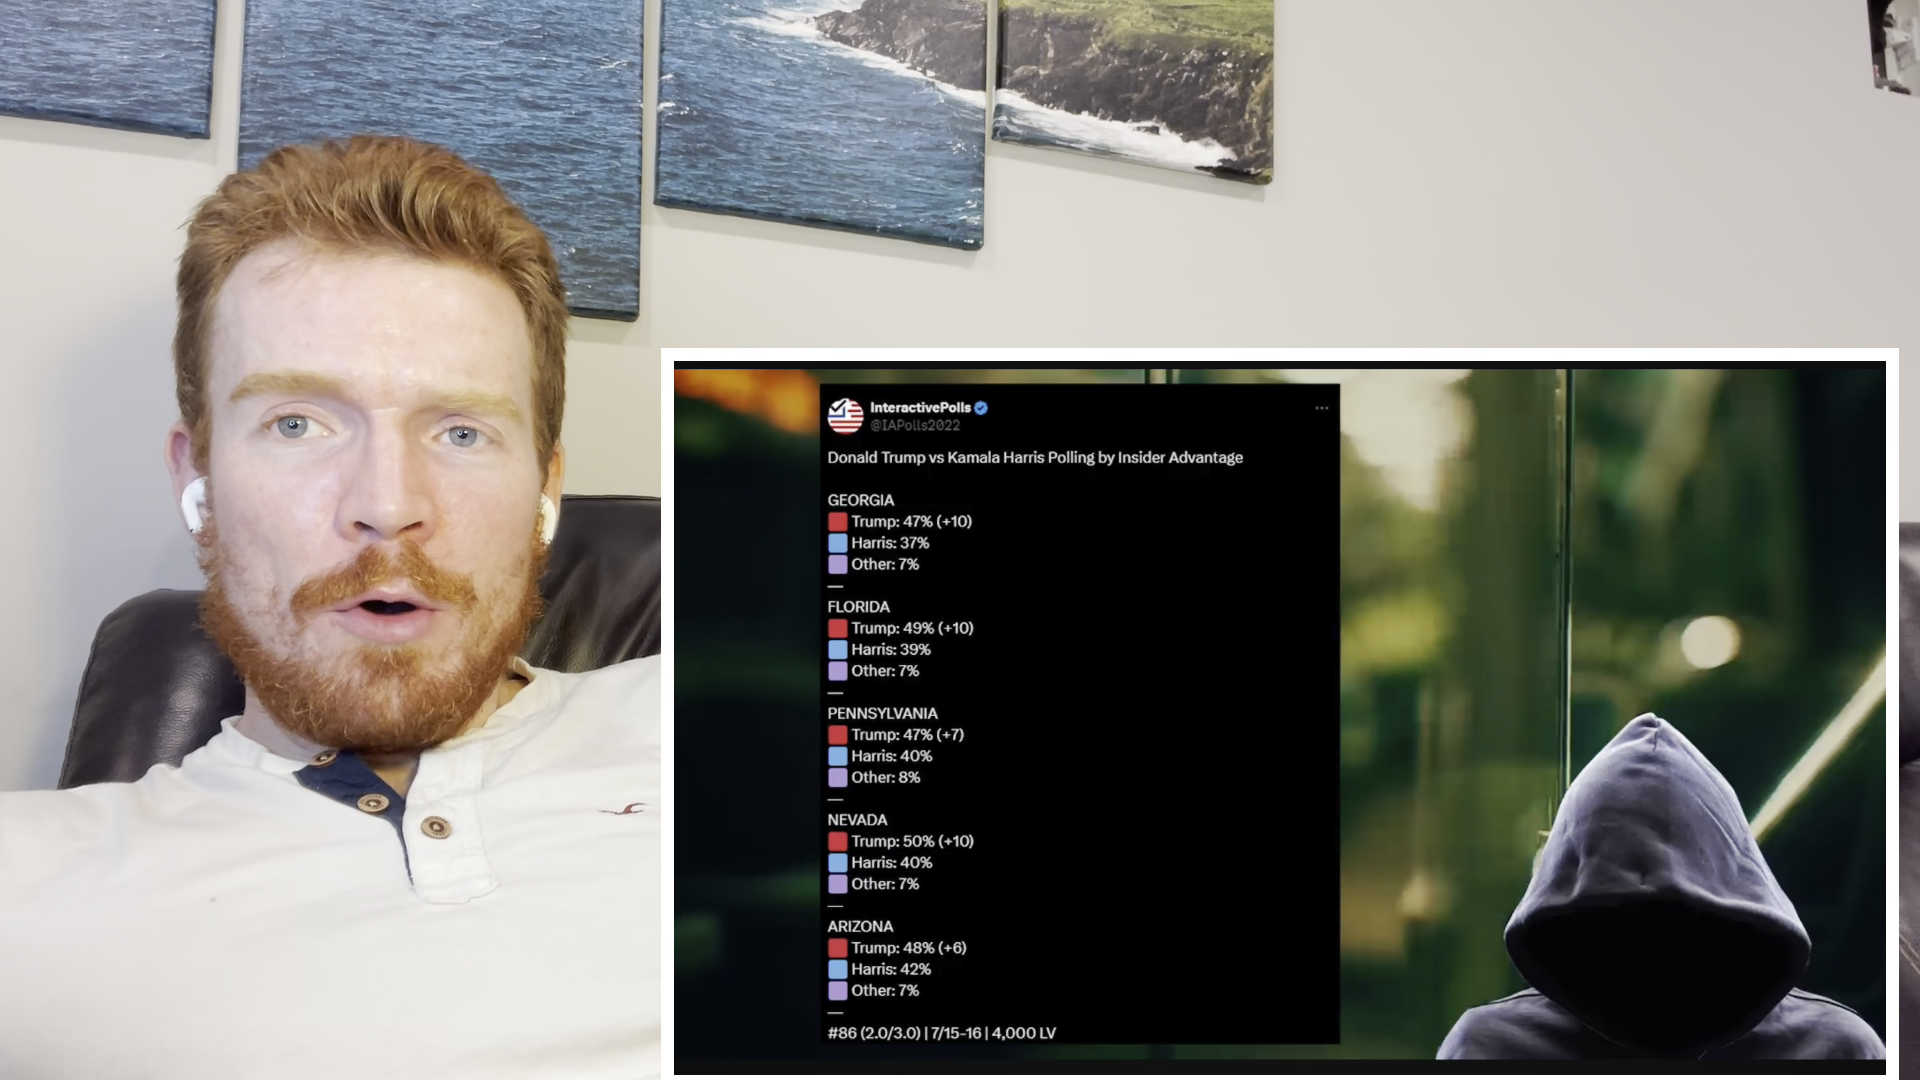 InteractivePolls
@IAPolls2022
Donald Trump vs Kamala Harris Polling by Insider Advantage
GEORGIA
Trump: 47% (+10)
Harris: 37%
Other: 7%
—
FLORIDA
Trump: 49% (+10)
Harris: 39%
Other: 7%
—
PENNSYLVANIA
Trump: 47% (+7)
Harris: 40%
Other: 8%
—
NEVADA
Trump: 50% (+10)
Harris: 40%
Other: 7%
—
ARIZONA
Trump: 48% (+6)
Harris: 42%
Other: 7%
—
#86 (2.0/3.0) | 7/15-16 | 4,000 LV